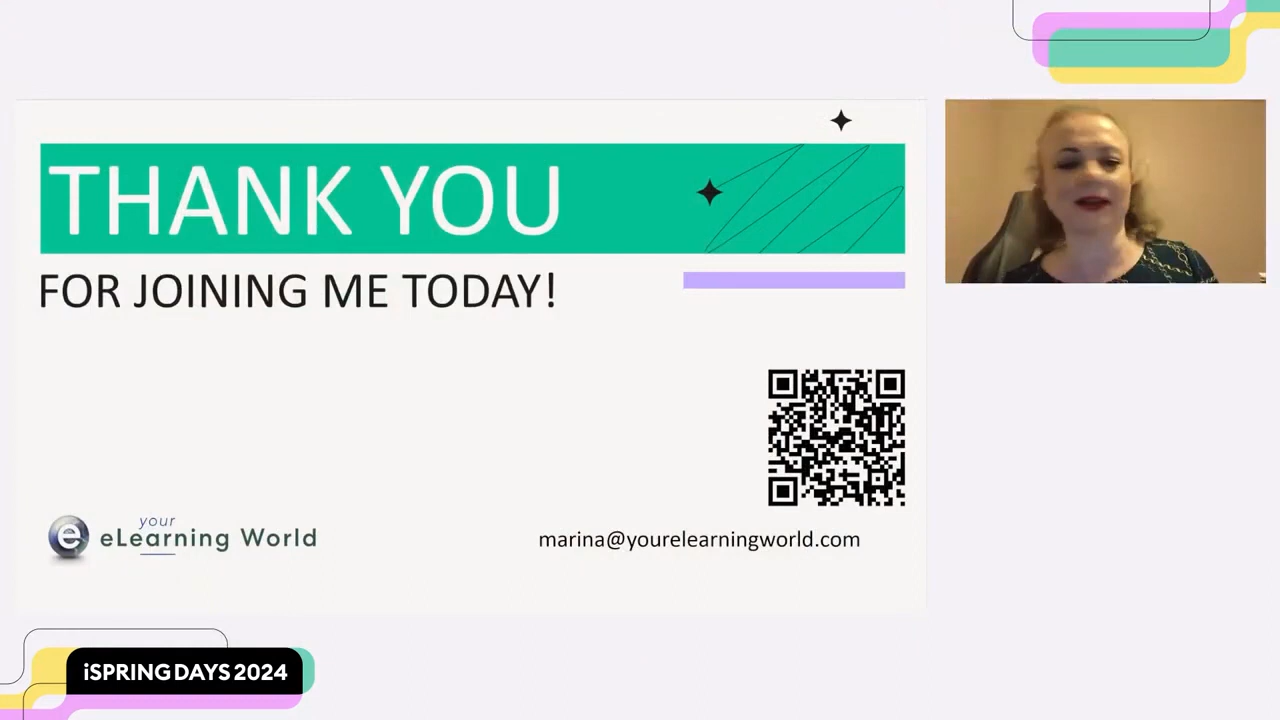 THANK YOU
FOR JOINING ME TODAY!
your
eLearning World
marina@yourelearningworld.com
iSPRING DAYS 2024